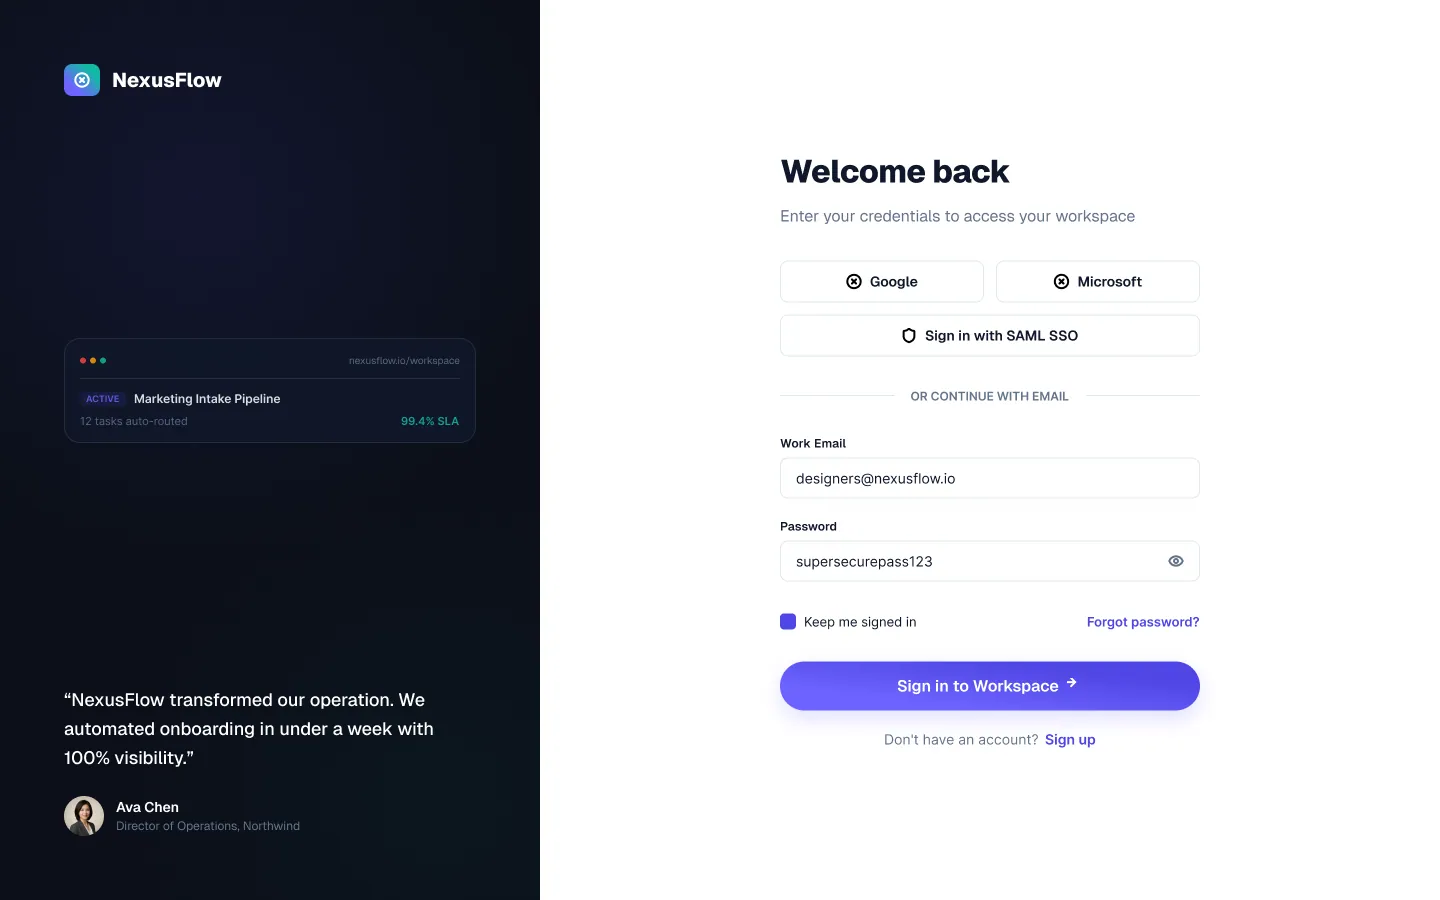 NexusFlow
nexusflow.io/workspace
ACTIVE Marketing Intake Pipeline
12 tasks auto-routed 99.4% SLA
“NexusFlow transformed our operation. We
automated onboarding in under a week with
100% visibility.”
Ava Chen
Director of Operations, Northwind
Welcome back
Enter your credentials to access your workspace
Google Microsoft
Sign in with SAML SSO
OR CONTINUE WITH EMAIL
Work Email
designers@nexusflow.io
Password
supersecurepass123
Keep me signed in Forgot password?
Sign in to Workspace →
Don't have an account? Sign up